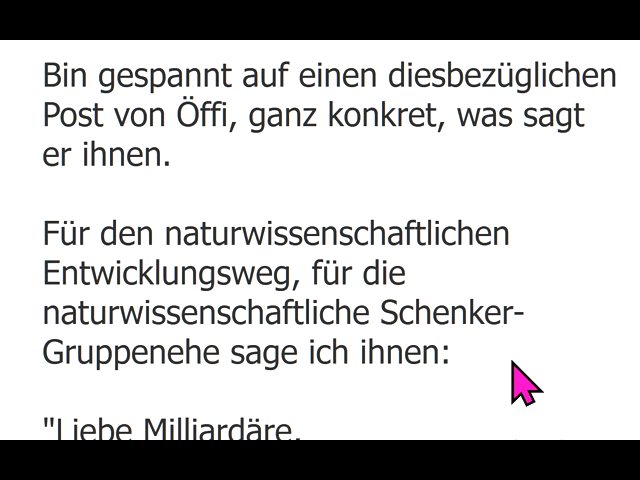 Bin gespannt auf einen diesbezüglichen
Post von Öffi, ganz konkret, was sagt
er ihnen.
Für den naturwissenschaftlichen
Entwicklungsweg, für die
naturwissenschaftliche Schenker-
Gruppenehe sage ich ihnen:
"Liebe Milliardäre,